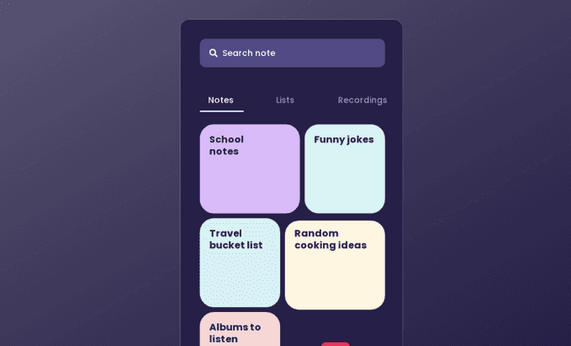 Search note
Notes Lists Recordings
School
notes
Funny jokes
Travel
bucket list
Random
cooking ideas
Albums to
listen